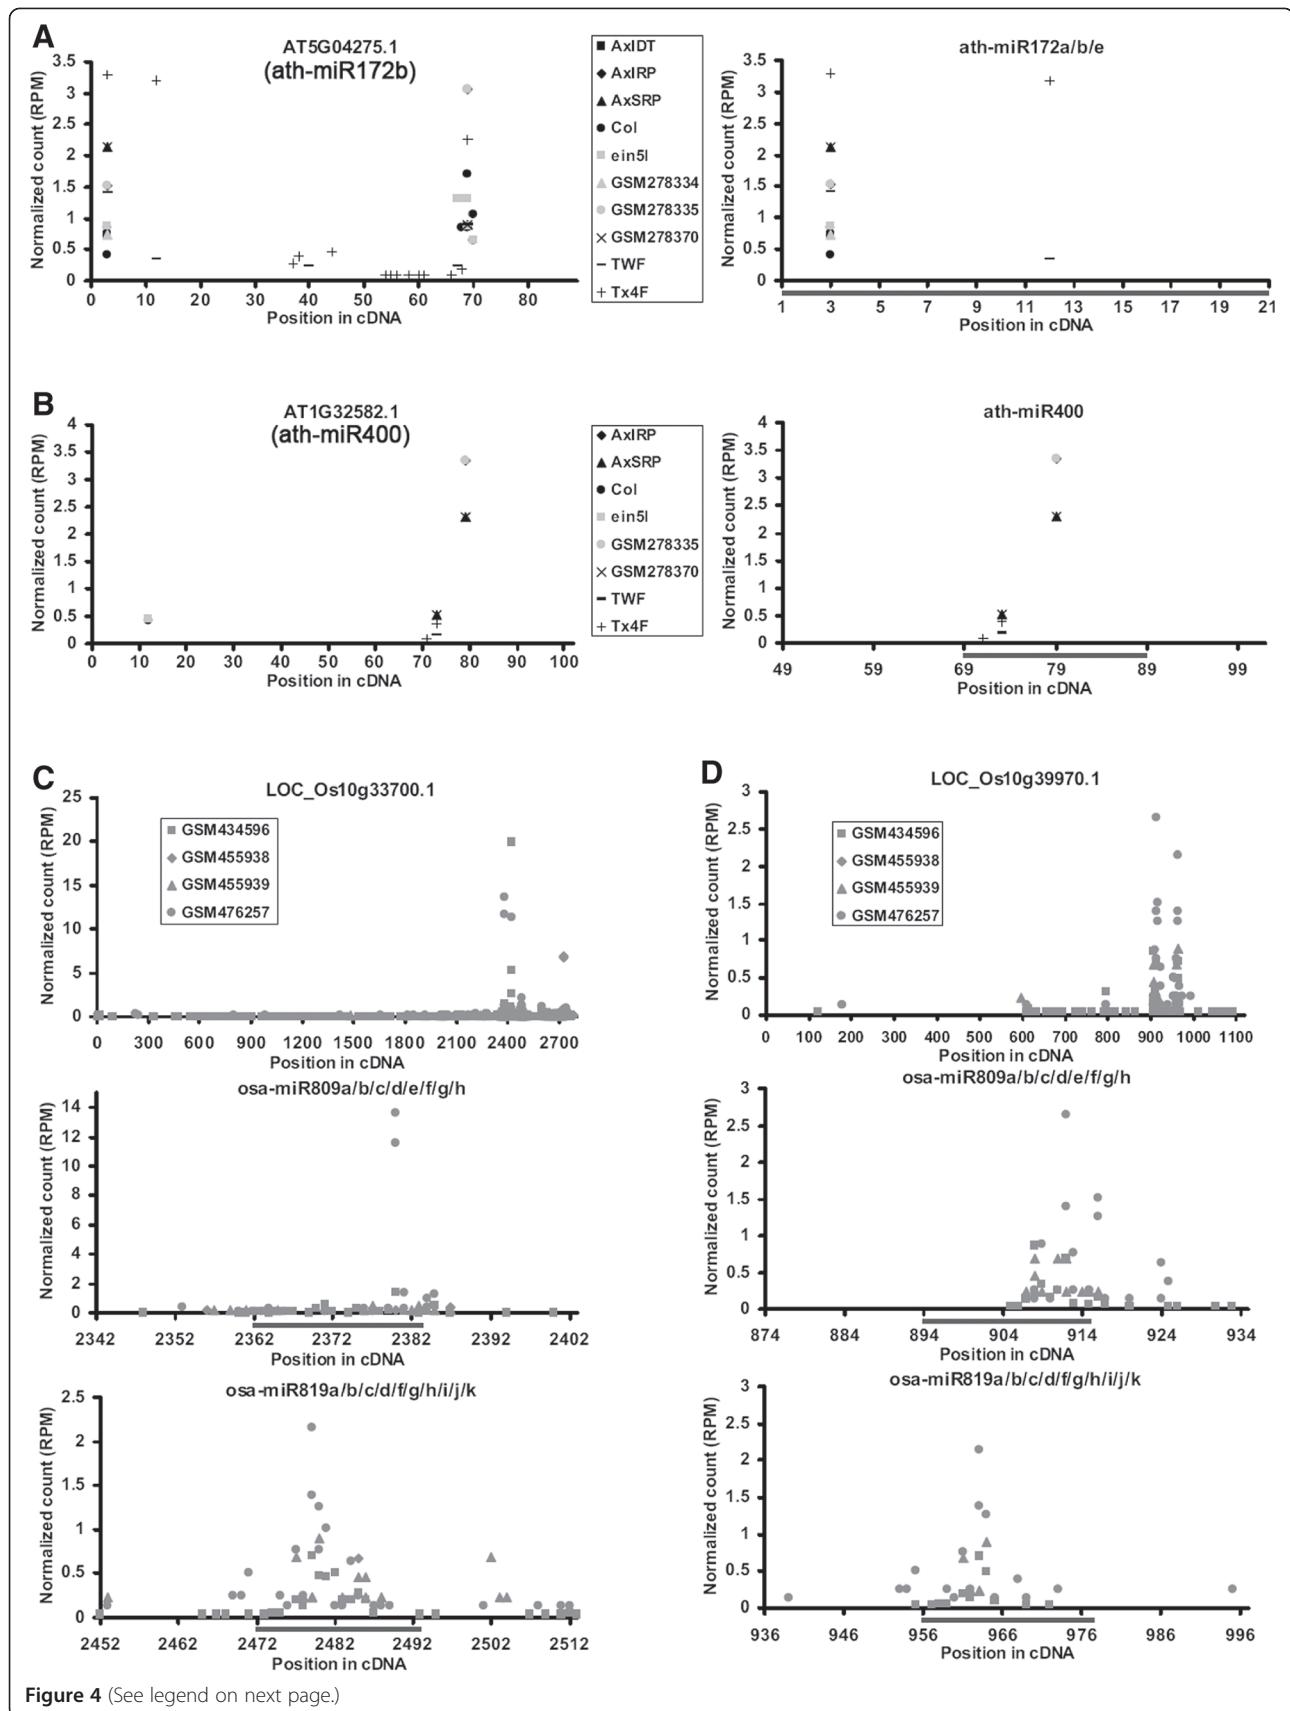 A
AT5G04275.1
(ath-miR172b)
Normalized count (RPM)
3.5
3
2.5
2
1.5
1
0.5
0
0 10 20 30 40 50 60 70 80
Position in cDNA
AxIDT
AxIRP
AxSRP
Col
ein5l
GSM278334
GSM278335
GSM278370
TWF
Tx4F
ath-miR172a/b/e
Normalized count (RPM)
3.5
3
2.5
2
1.5
1
0.5
0
1 3 5 7 9 11 13 15 17 19 21
Position in cDNA
B
AT1G32582.1
(ath-miR400)
Normalized count (RPM)
4
3.5
3
2.5
2
1.5
1
0.5
0
0 10 20 30 40 50 60 70 80 90 100
Position in cDNA
AxIRP
AxSRP
Col
ein5l
GSM278335
GSM278370
TWF
Tx4F
ath-miR400
Normalized count (RPM)
4
3.5
3
2.5
2
1.5
1
0.5
0
49 59 69 79 89 99
Position in cDNA
C
LOC_Os10g33700.1
Normalized count (RPM)
25
20
15
10
5
0
GSM434596
GSM455938
GSM455939
GSM476257
0 300 600 900 1200 1500 1800 2100 2400 2700
Position in cDNA
osa-miR809a/b/c/d/e/f/g/h
Normalized count (RPM)
14
12
10
8
6
4
2
0
2342 2352 2362 2372 2382 2392 2402
Position in cDNA
osa-miR819a/b/c/d/f/g/h/i/j/k
Normalized count (RPM)
2.5
2
1.5
1
0.5
0
2452 2462 2472 2482 2492 2502 2512
Position in cDNA
D
LOC_Os10g39970.1
Normalized count (RPM)
3
2.5
2
1.5
1
0.5
0
GSM434596
GSM455938
GSM455939
GSM476257
0 100 200 300 400 500 600 700 800 900 1000 1100
Position in cDNA
osa-miR809a/b/c/d/e/f/g/h
Normalized count (RPM)
3
2.5
2
1.5
1
0.5
0
874 884 894 904 914 924 934
Position in cDNA
osa-miR819a/b/c/d/f/g/h/i/j/k
Normalized count (RPM)
3
2.5
2
1.5
1
0.5
0
936 946 956 966 976 986 996
Position in cDNA
Figure 4 (See legend on next page.)